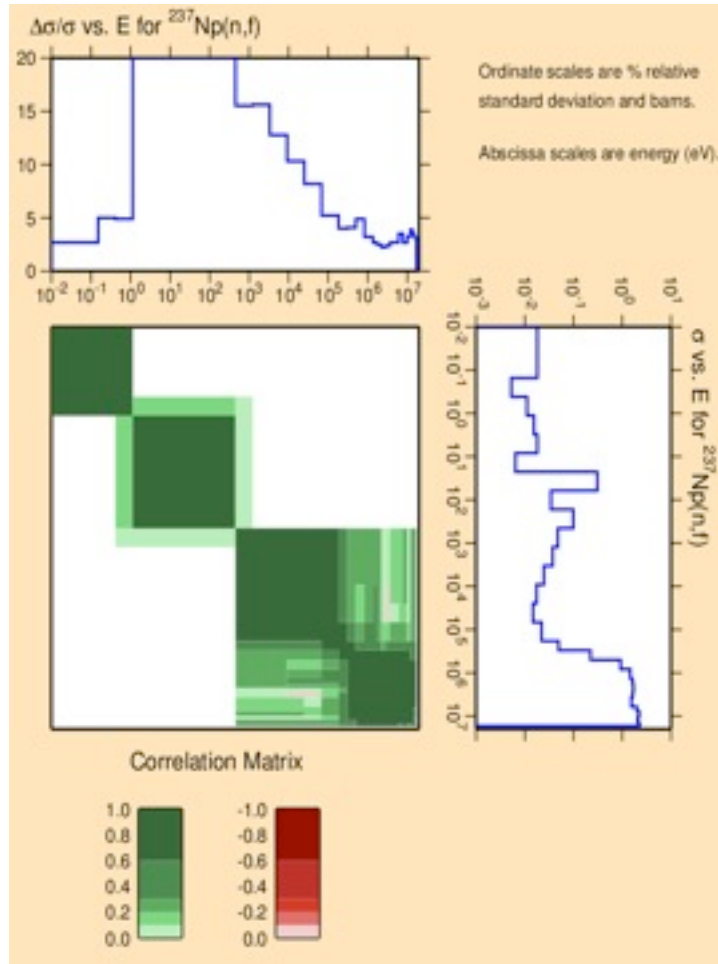 Δσ/σ vs. E for ²³⁷Np(n,f)
20
15
10
5
0
10⁻² 10⁻¹ 10⁰ 10¹ 10² 10³ 10⁴ 10⁵ 10⁶ 10⁷
Ordinate scales are % relative
standard deviation and barns.
Abscissa scales are energy (eV).
10⁻³ 10⁻² 10⁻¹ 10⁰ 10¹
σ vs. E for ²³⁷Np(n,f)
10⁻² 10⁻¹ 10⁰ 10¹ 10² 10³ 10⁴ 10⁵ 10⁶ 10⁷
Correlation Matrix
1.0 -1.0
0.8 -0.8
0.6 -0.6
0.4 -0.4
0.2 -0.2
0.0 0.0